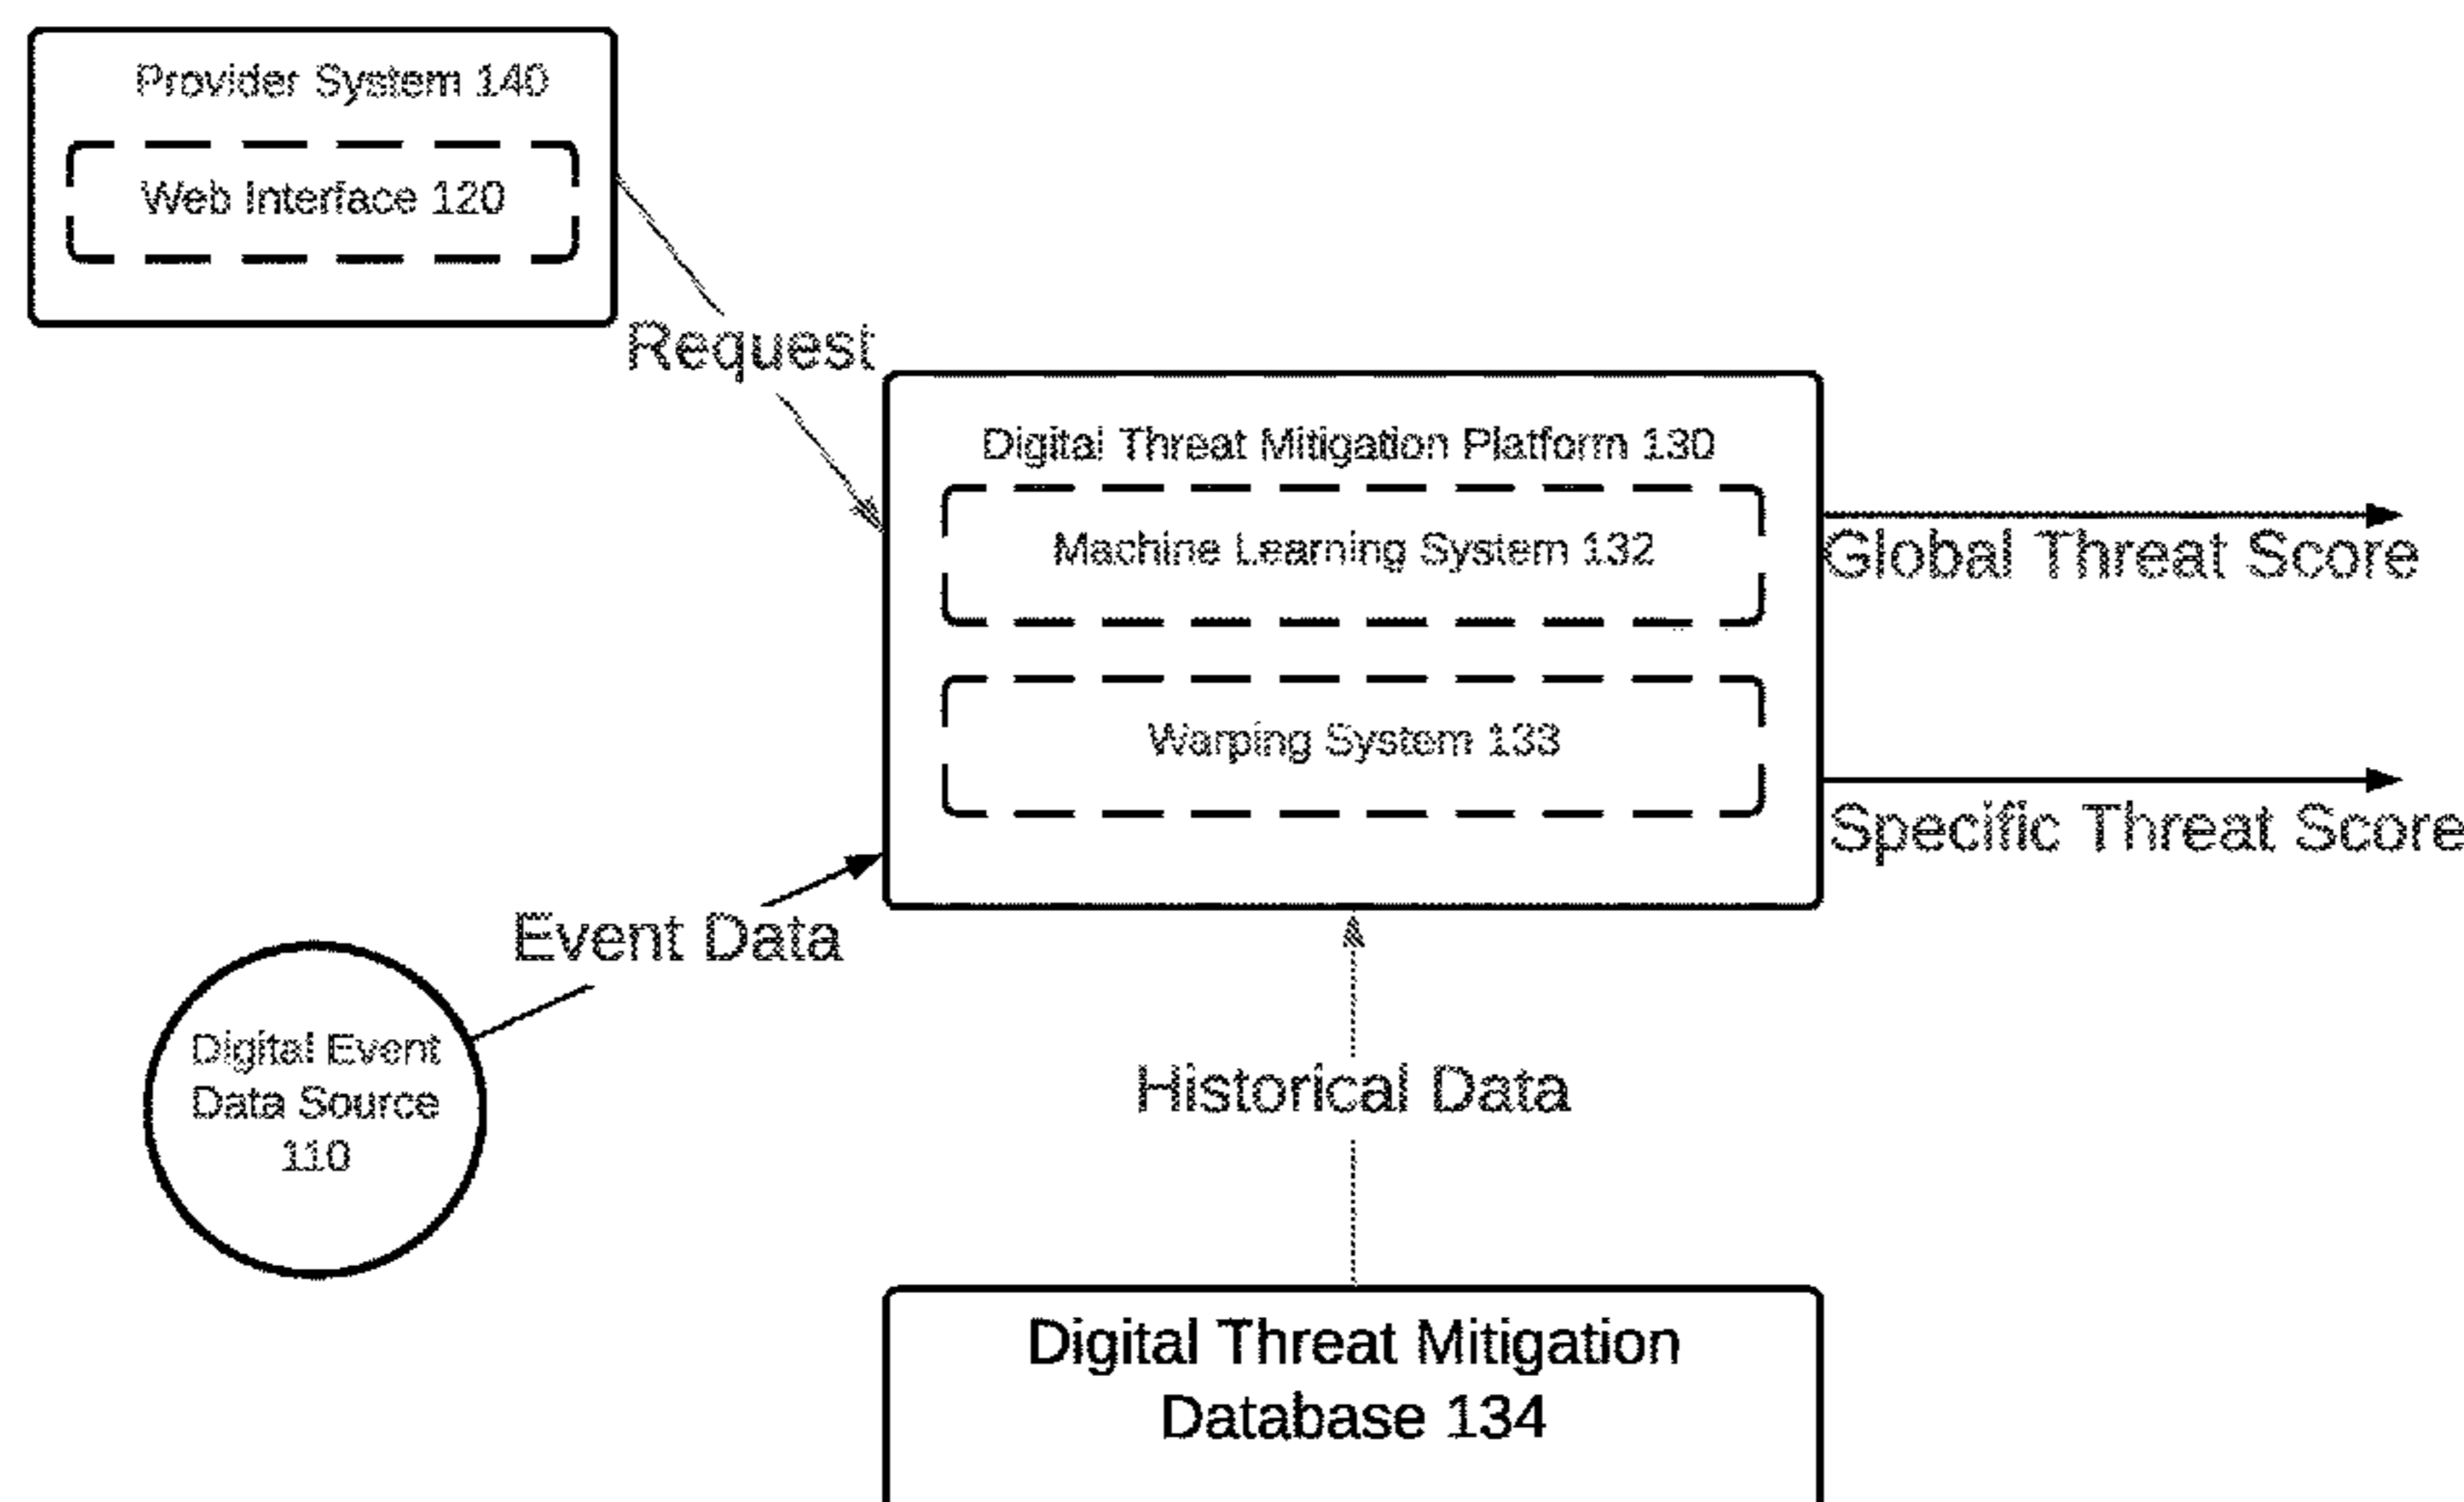 Provider System 140
Web Interface 120
Request
Digital Threat Mitigation Platform 130
Machine Learning System 132
Global Threat Score
Warping System 133
Specific Threat Score
Event Data
Digital Event
Data Source
110
Historical Data
Digital Threat Mitigation
Database 134